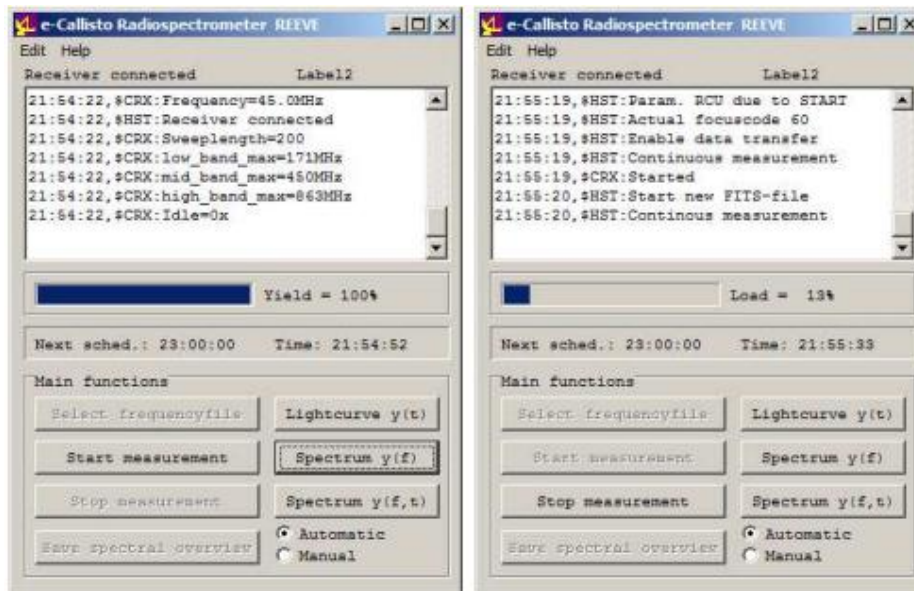 e-Callisto Radiospectrometer REEVE
Edit Help
Receiver connected Label2
21:54:22,$CRX:Frequency=45.0MHz
21:54:22,$HST:Receiver connected
21:54:22,$CRX:Sweeplength=200
21:54:22,$CRX:low_band_max=171MHz
21:54:22,$CRX:mid_band_max=450MHz
21:54:22,$CRX:high_band_max=863MHz
21:54:22,$CRX:Idle=0x
Yield = 100%
Next sched.: 23:00:00 Time: 21:54:52
Main functions
Select frequencyfile Lightcurve y(t)
Start measurement Spectrum y(f)
Stop measurement Spectrum y(f,t)
Save spectral overview Automatic
Manual
e-Callisto Radiospectrometer REEVE
Edit Help
Receiver connected Label2
21:55:19,$HST:Param. RCU due to START
21:55:19,$HST:Actual focuscode 60
21:55:19,$HST:Enable data transfer
21:55:19,$HST:Continuous measurement
21:55:19,$CRX:Started
21:55:20,$HST:Start new FITS-file
21:55:20,$HST:Continous measurement
Load = 13%
Next sched.: 23:00:00 Time: 21:55:33
Main functions
Select frequencyfile Lightcurve y(t)
Start measurement Spectrum y(f)
Stop measurement Spectrum y(f,t)
Save spectral overview Automatic
Manual